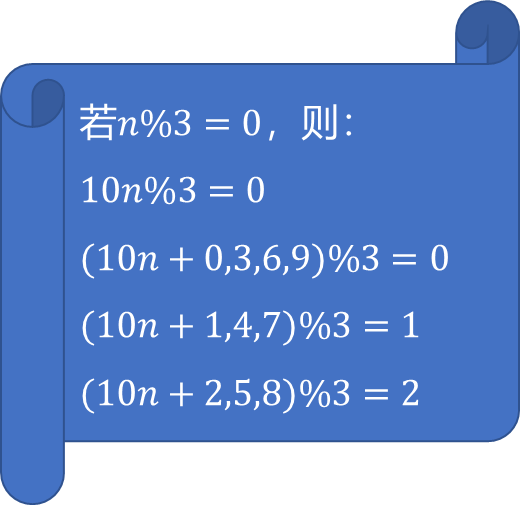 若n%3 = 0，则：
10n%3 = 0
(10n + 0,3,6,9)%3 = 0
(10n + 1,4,7)%3 = 1
(10n + 2,5,8)%3 = 2